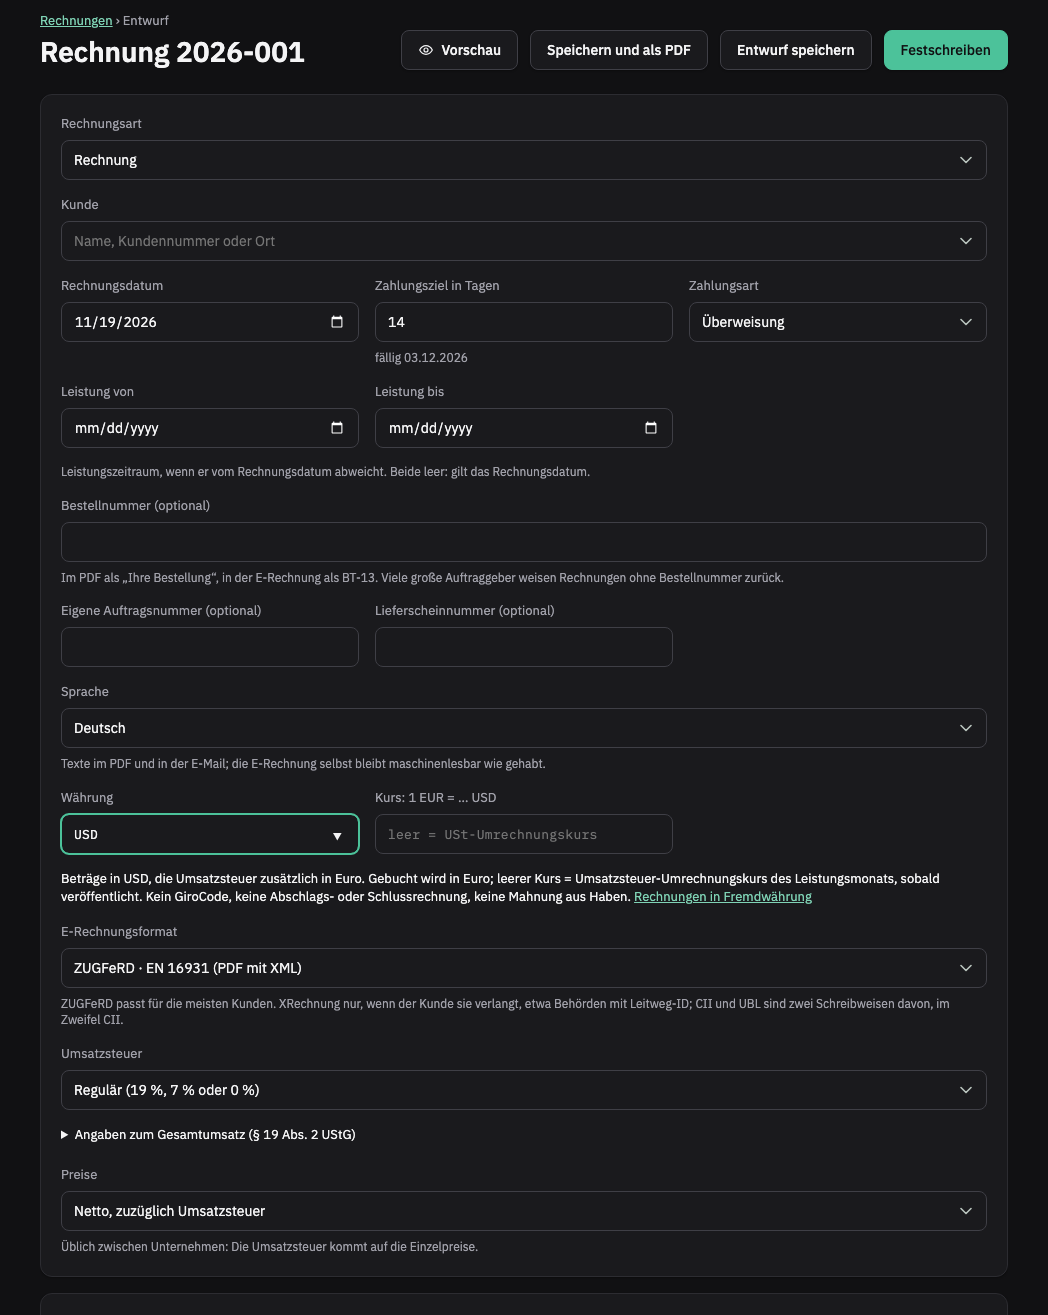 Rechnungen › Entwurf
Rechnung 2026-001
Vorschau
Speichern und als PDF
Entwurf speichern
Festschreiben
Rechnungsart
Rechnung
Kunde
Name, Kundennummer oder Ort
Rechnungsdatum
Zahlungsziel in Tagen
Zahlungsart
11/19/2026
14
Überweisung
fällig 03.12.2026
Leistung von
Leistung bis
mm/dd/yyyy
mm/dd/yyyy
Leistungszeitraum, wenn er vom Rechnungsdatum abweicht. Beide leer: gilt das Rechnungsdatum.
Bestellnummer (optional)
Im PDF als „Ihre Bestellung“, in der E-Rechnung als BT-13. Viele große Auftraggeber weisen Rechnungen ohne Bestellnummer zurück.
Eigene Auftragsnummer (optional)
Lieferscheinnummer (optional)
Sprache
Deutsch
Texte im PDF und in der E-Mail; die E-Rechnung selbst bleibt maschinenlesbar wie gehabt.
Währung
Kurs: 1 EUR = … USD
USD
leer = USt-Umrechnungskurs
Beträge in USD, die Umsatzsteuer zusätzlich in Euro. Gebucht wird in Euro; leerer Kurs = Umsatzsteuer-Umrechnungskurs des Leistungsmonats, sobald
veröffentlicht. Kein GiroCode, keine Abschlags- oder Schlussrechnung, keine Mahnung aus Haben. Rechnungen in Fremdwährung
E-Rechnungsformat
ZUGFeRD · EN 16931 (PDF mit XML)
ZUGFeRD passt für die meisten Kunden. XRechnung nur, wenn der Kunde sie verlangt, etwa Behörden mit Leitweg-ID; CII und UBL sind zwei Schreibweisen davon, im
Zweifel CII.
Umsatzsteuer
Regulär (19 %, 7 % oder 0 %)
Angaben zum Gesamtumsatz (§ 19 Abs. 2 UStG)
Preise
Netto, zuzüglich Umsatzsteuer
Üblich zwischen Unternehmen: Die Umsatzsteuer kommt auf die Einzelpreise.